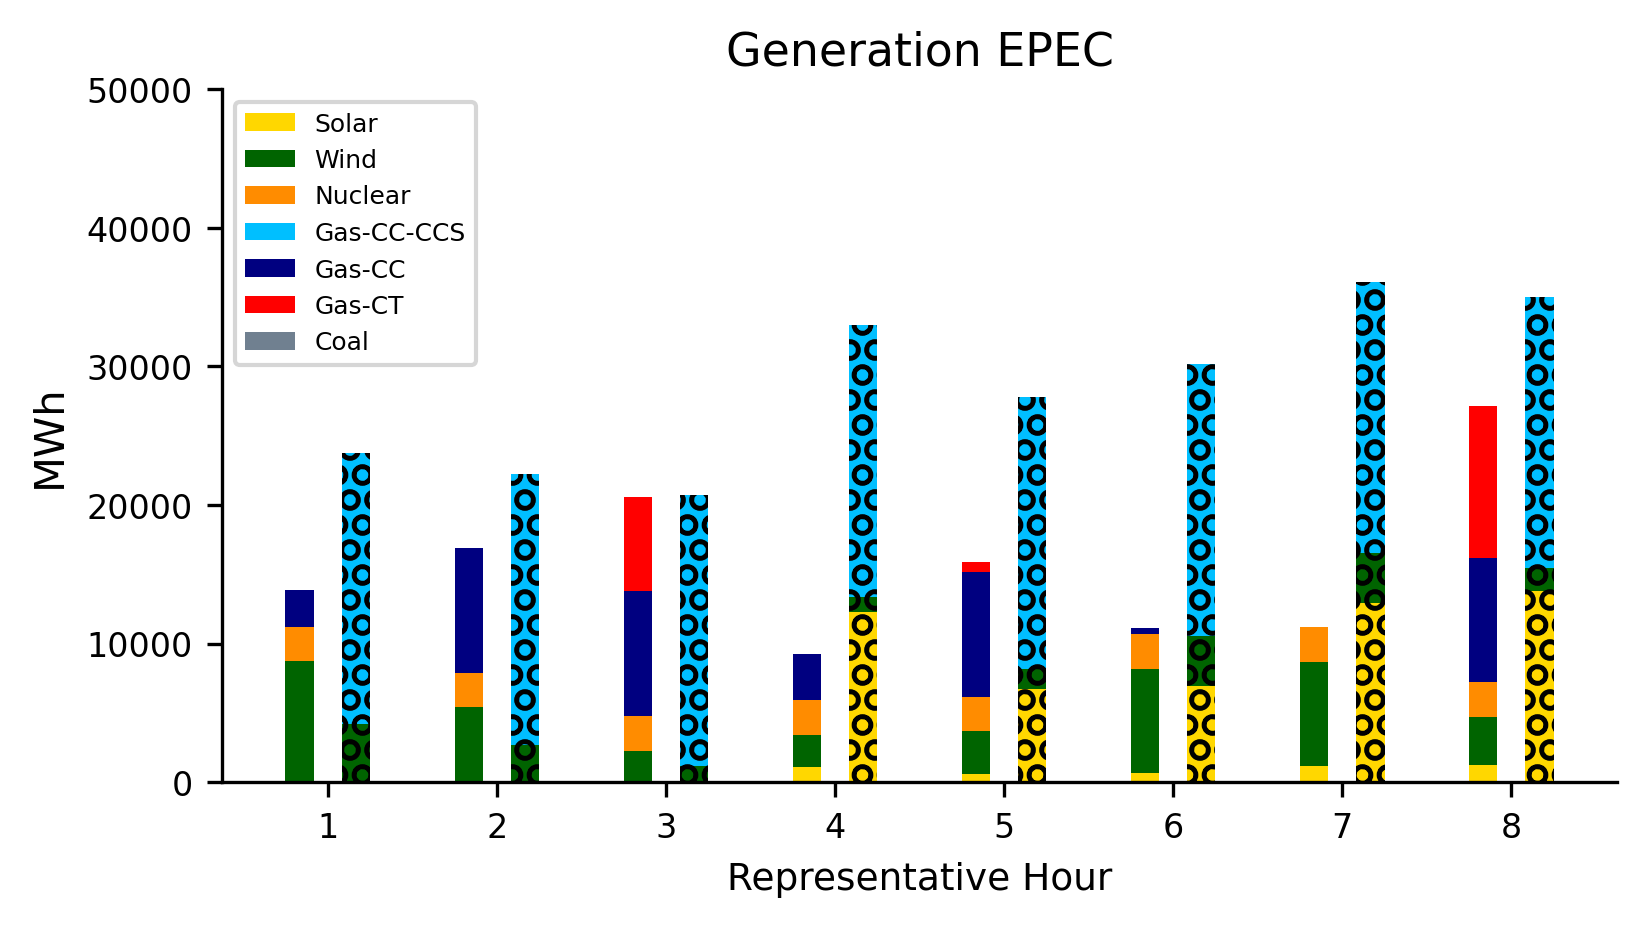 Generation EPEC
50000
40000
30000
20000
10000
0
MWh
Solar
Wind
Nuclear
Gas-CC-CCS
Gas-CC
Gas-CT
Coal
1 2 3 4 5 6 7 8
Representative Hour